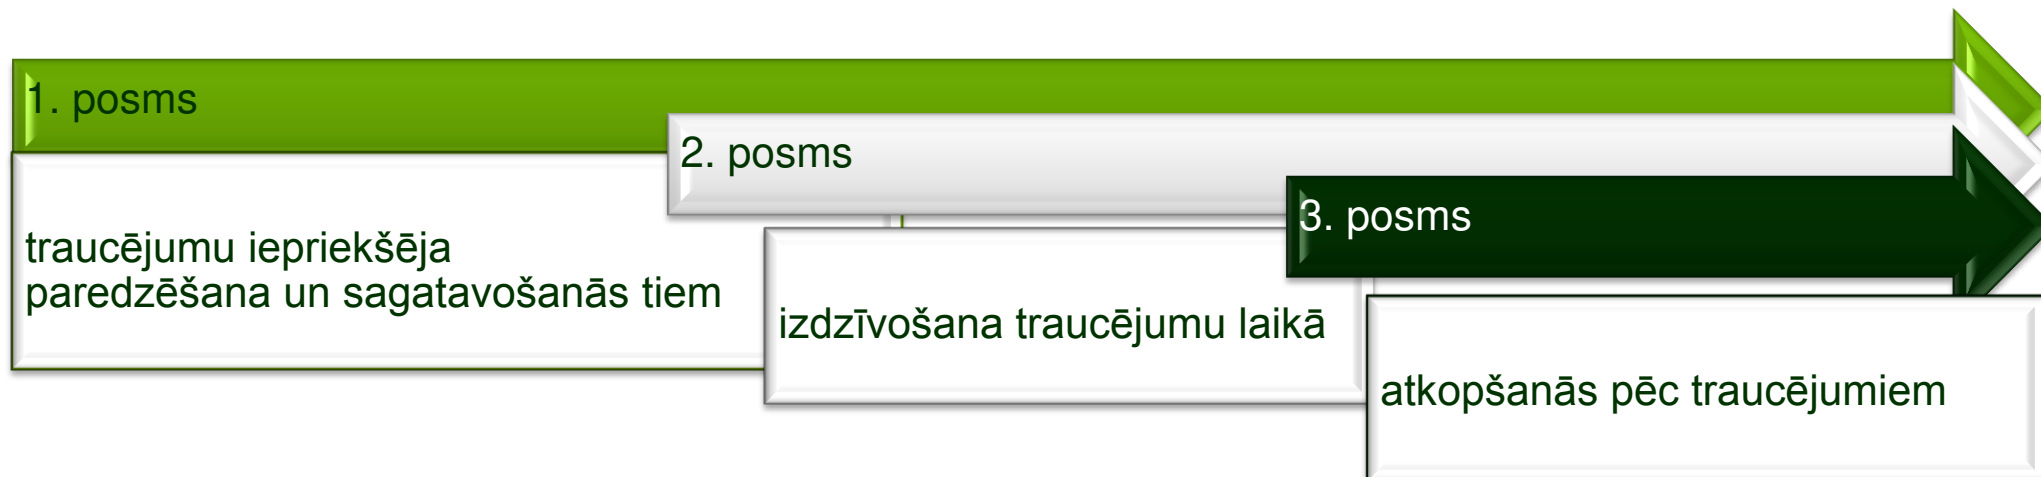 1. posms
traucējumu iepriekšēja
paredzēšana un sagatavošanās tiem
2. posms
izdzīvošana traucējumu laikā
3. posms
atkopšanās pēc traucējumiem